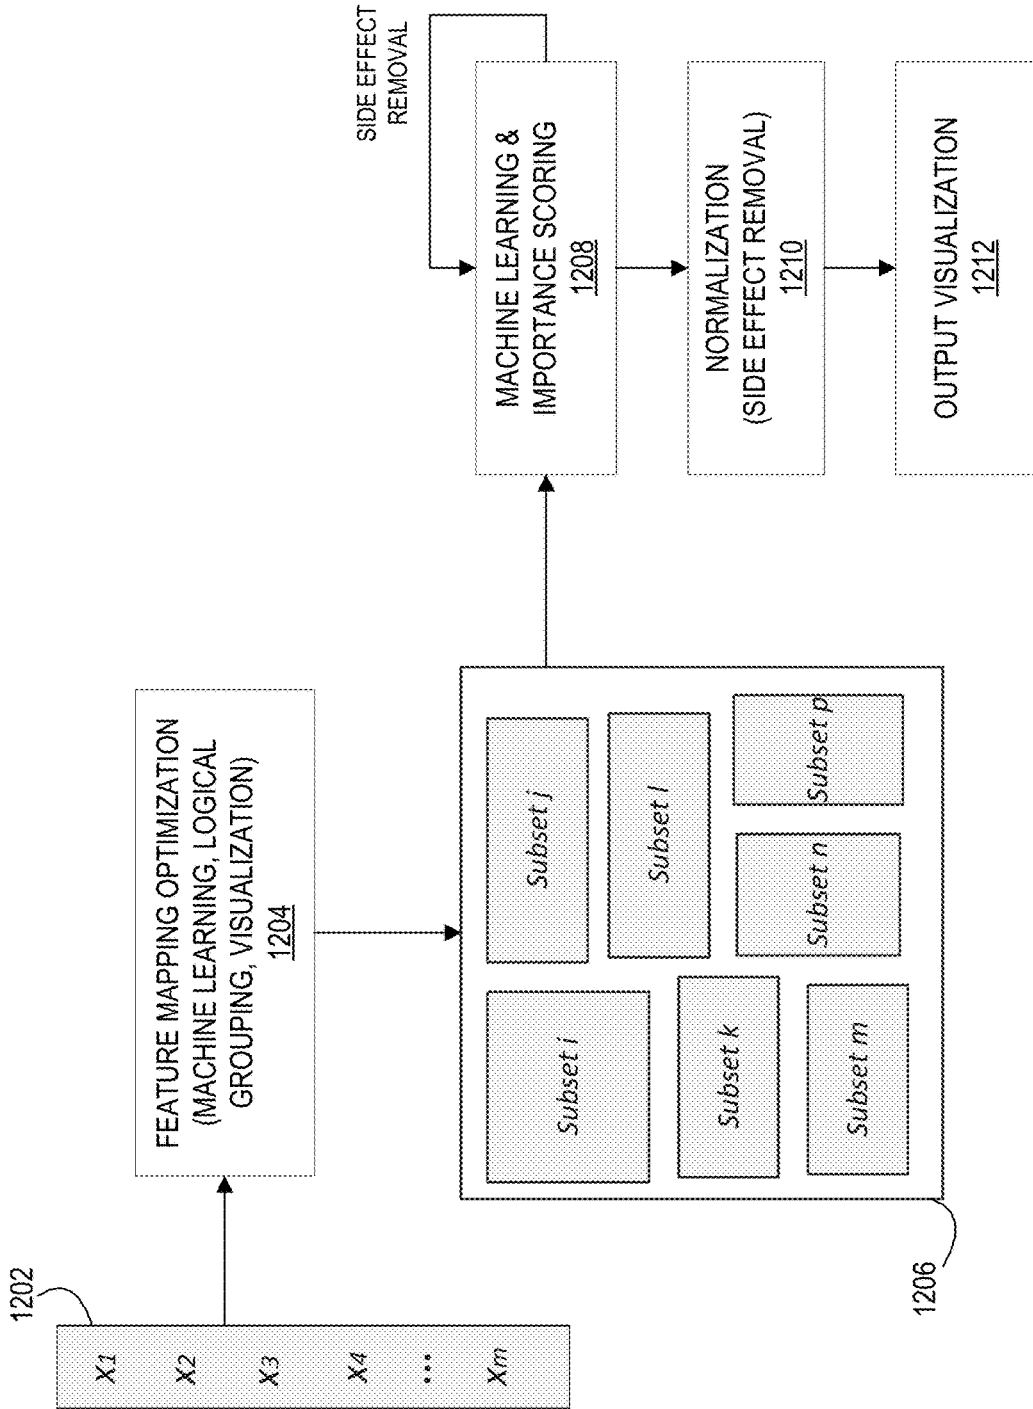 1202
X1
X2
X3
X4
...
Xm
FEATURE MAPPING OPTIMIZATION
(MACHINE LEARNING, LOGICAL
GROUPING, VISUALIZATION)
1204
1206
Subset i
Subset j
Subset k
Subset l
Subset m
Subset n
Subset p
SIDE EFFECT
REMOVAL
MACHINE LEARNING &
IMPORTANCE SCORING
1208
NORMALIZATION
(SIDE EFFECT REMOVAL)
1210
OUTPUT VISUALIZATION
1212